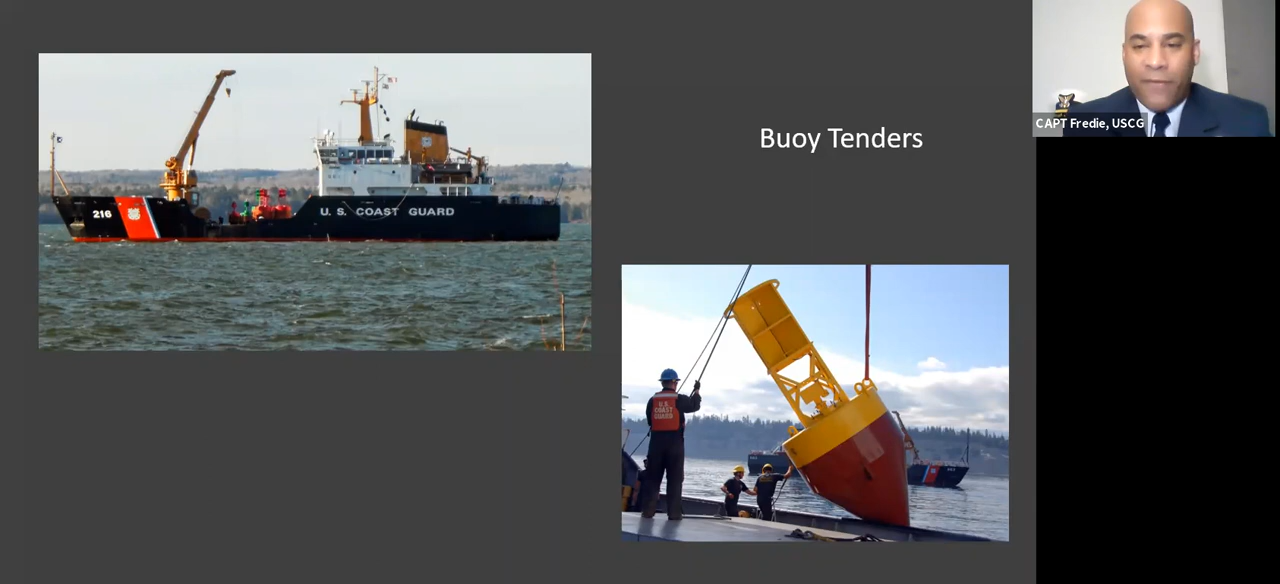 216
U. S. COAST GUARD
Buoy Tenders
U.S.
COAST
GUARD
CAPT Fredie, USCG